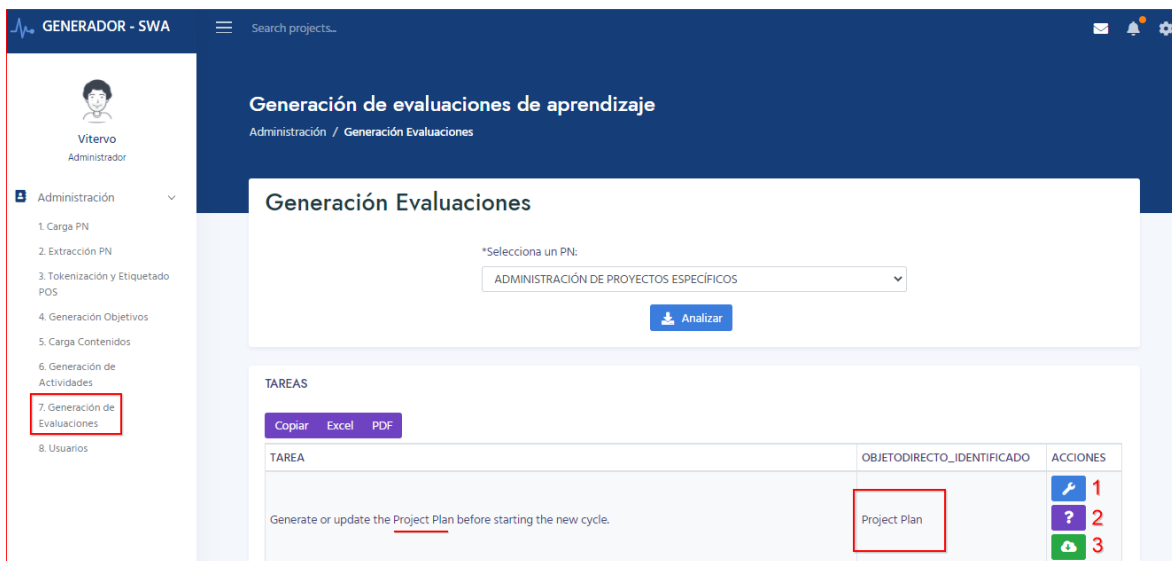 GENERADOR - SWA
Search projects...
Vitervo
Administrador
Administración
1. Carga PN
2. Extracción PN
3. Tokenización y Etiquetado
POS
4. Generación Objetivos
5. Carga Contenidos
6. Generación de
Actividades
7. Generación de
Evaluaciones
8. Usuarios
Generación de evaluaciones de aprendizaje
Administración / Generación Evaluaciones
Generación Evaluaciones
*Selecciona un PN:
ADMINISTRACIÓN DE PROYECTOS ESPECÍFICOS
Analizar
TAREAS
Copiar Excel PDF
TAREA OBJETODIRECTO_IDENTIFICADO ACCIONES
Generate or update the Project Plan before starting the new cycle. Project Plan
1
? 2
3